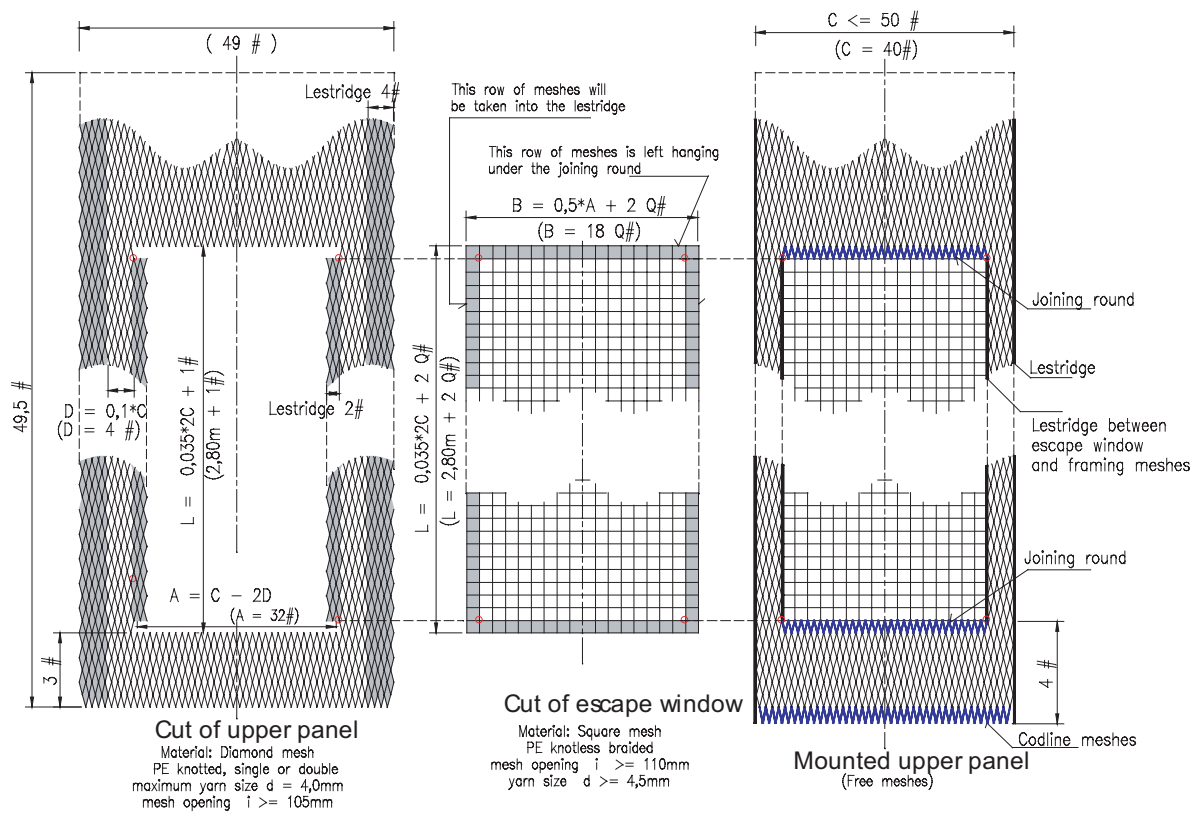 ( 49 # )
Lestridge 4#
49,5 #
D = 0,1*C
(D = 4 #)
L = 0,035*2C + 1#
(2,80m + 1#)
Lestridge 2#
A = C - 2D
(A = 32#)
3 #
Cut of upper panel
Material: Diamond mesh
PE knotted, single or double
maximum yarn size d = 4,0mm
mesh opening i >= 105mm
This row of meshes will
be taken into the lestridge
This row of meshes is left hanging
under the joining round
B = 0,5*A + 2 Q#
(B = 18 Q#)
L = 0,035*2C + 2 Q#
(L = 2,80m + 2 Q#)
Cut of escape window
Material: Square mesh
PE knotless braided
mesh opening i >= 110mm
yarn size d >= 4,5mm
C <= 50 #
(C = 40#)
Joining round
Lestridge
Lestridge between
escape window
and framing meshes
Joining round
4 #
Codline meshes
Mounted upper panel
(Free meshes)